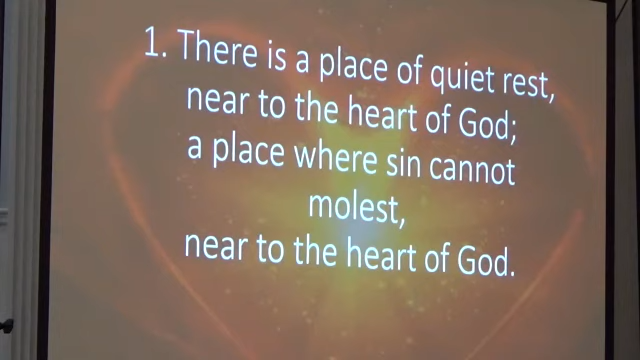 1. There is a place of quiet rest,
near to the heart of God;
a place where sin cannot
molest,
near to the heart of God.